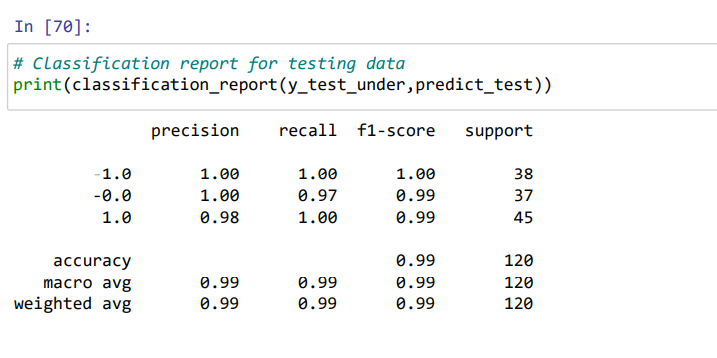 In [70]:
# Classification report for testing data
print(classification_report(y_test_under,predict_test))
precision recall f1-score support
-1.0 1.00 1.00 1.00 38
-0.0 1.00 0.97 0.99 37
1.0 0.98 1.00 0.99 45
accuracy 0.99 120
macro avg 0.99 0.99 0.99 120
weighted avg 0.99 0.99 0.99 120